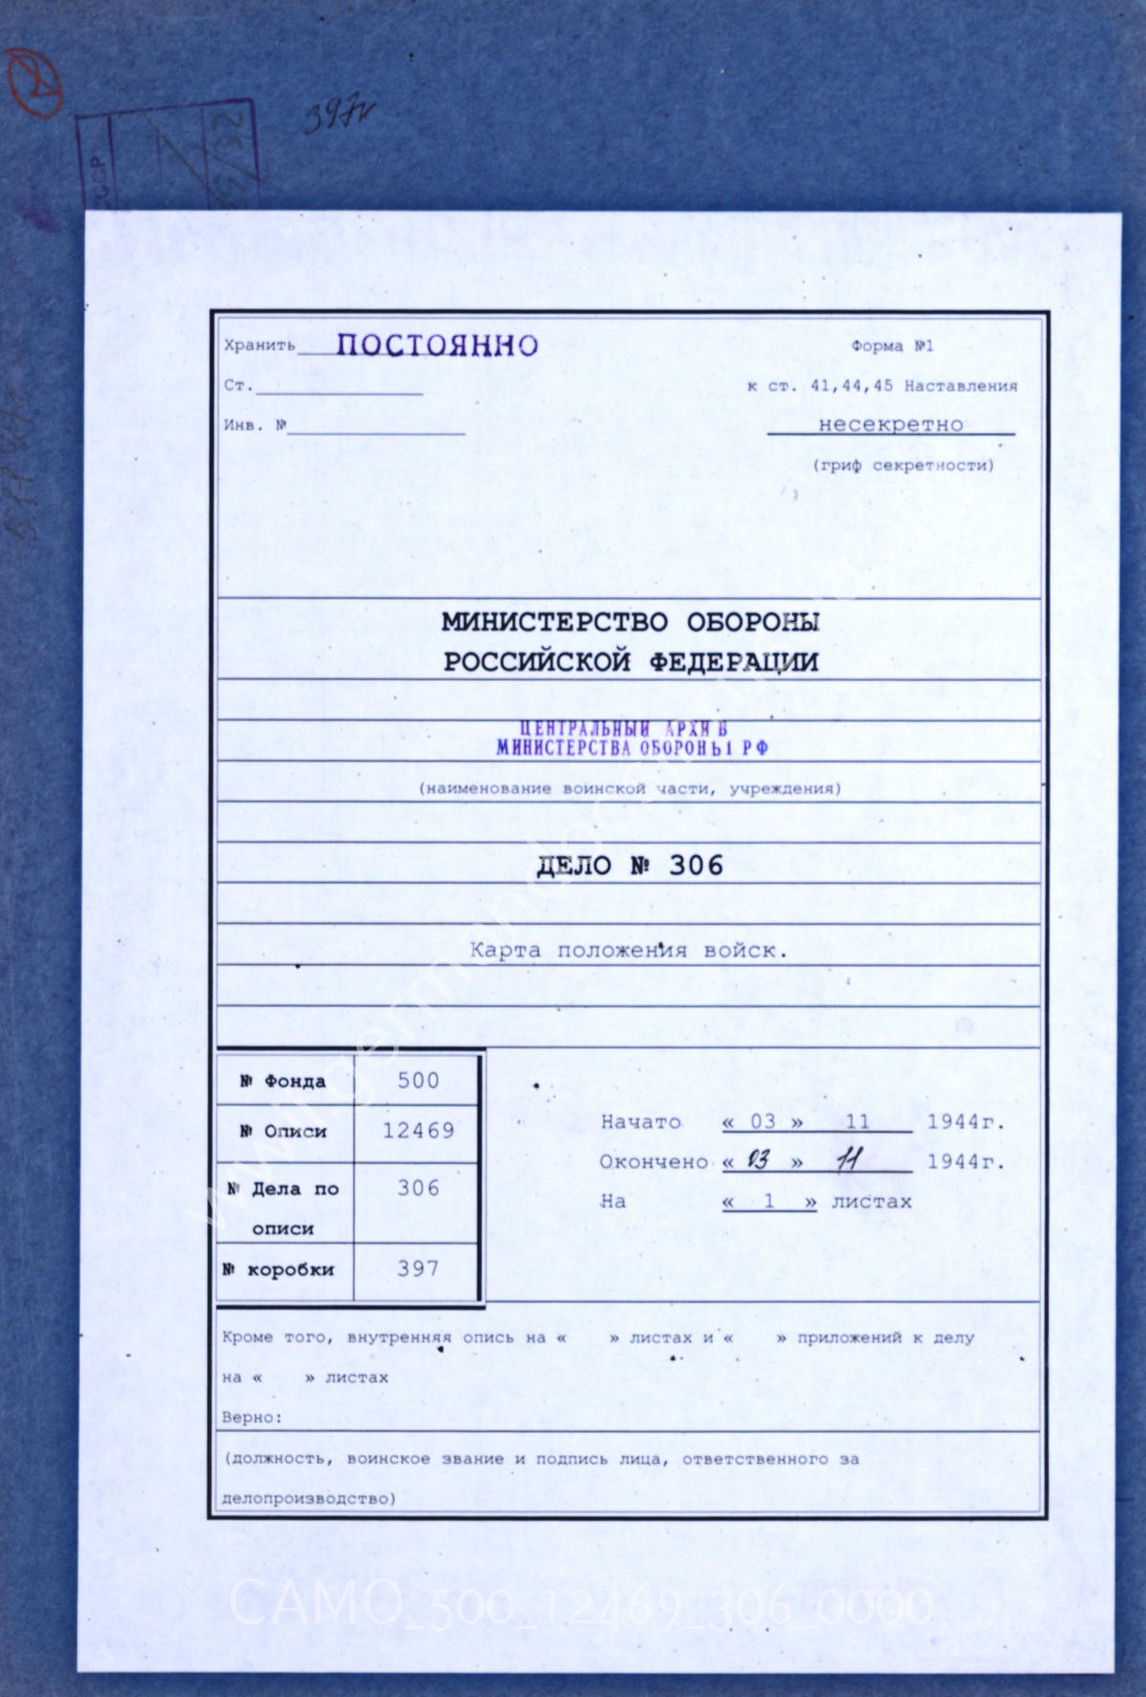 397к
СССР
Хранить ПОСТОЯННО
Форма №1
Ст.
к ст. 41,44,45 Наставления
Инв. №
несекретно
(гриф секретности)
МИНИСТЕРСТВО ОБОРОНЫ
РОССИЙСКОЙ ФЕДЕРАЦИИ
ЦЕНТРАЛЬНЫЙ АРХИВ
МИНИСТЕРСТВА ОБОРОНЫ РФ
(наименование воинской части, учреждения)
ДЕЛО № 306
Карта положения войск.
№ Фонда 500
№ Описи 12469
№ Дела по 306
описи
№ коробки 397
Начато « 03 » 11 1944г.
Окончено « 03 » 11 1944г.
На « 1 » листах
Кроме того, внутренняя опись на « » листах и « » приложений к делу
на « » листах
Верно:
(должность, воинское звание и подпись лица, ответственного за
делопроизводство)
CAMO_500_12469_306_0000